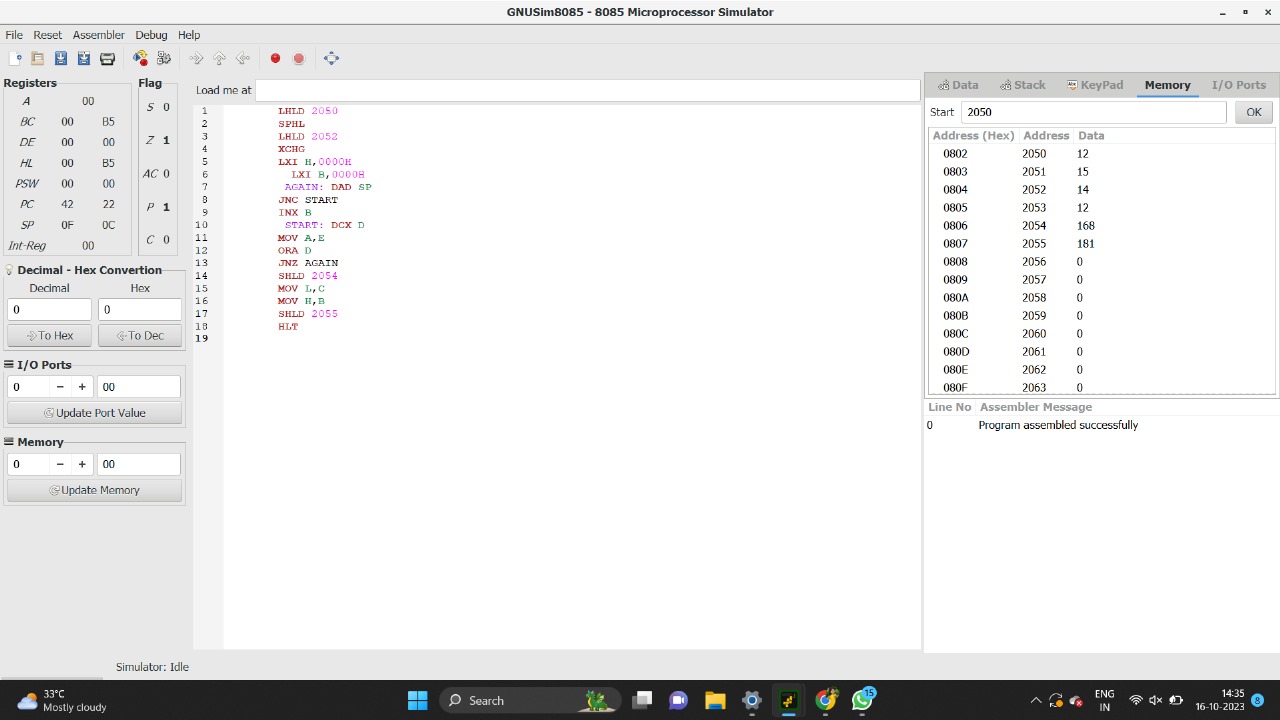 GNUSim8085 - 8085 Microprocessor Simulator
File Reset Assembler Debug Help
Registers
A 00
BC 00 B5
DE 00 00
HL 00 B5
PSW 00 00
PC 42 22
SP 0F 0C
Int-Reg 00
Flag
S 0
Z 1
AC 0
P 1
C 0
Decimal - Hex Convertion
Decimal Hex
0 0
To Hex To Dec
I/O Ports
0 − + 00
Update Port Value
Memory
0 − + 00
Update Memory
Load me at
1 LHLD 2050
2 SPHL
3 LHLD 2052
4 XCHG
5 LXI H,0000H
6 LXI B,0000H
7 AGAIN: DAD SP
8 JNC START
9 INX B
10 START: DCX D
11 MOV A,E
12 ORA D
13 JNZ AGAIN
14 SHLD 2054
15 MOV L,C
16 MOV H,B
17 SHLD 2055
18 HLT
19
Data Stack KeyPad Memory I/O Ports
Start 2050 OK
Address (Hex) Address Data
0802 2050 12
0803 2051 15
0804 2052 14
0805 2053 12
0806 2054 168
0807 2055 181
0808 2056 0
0809 2057 0
080A 2058 0
080B 2059 0
080C 2060 0
080D 2061 0
080E 2062 0
080F 2063 0
Line No Assembler Message
0 Program assembled successfully
Simulator: Idle
33°C
Mostly cloudy
Search
15
ENG
IN
14:35
16-10-2023
8